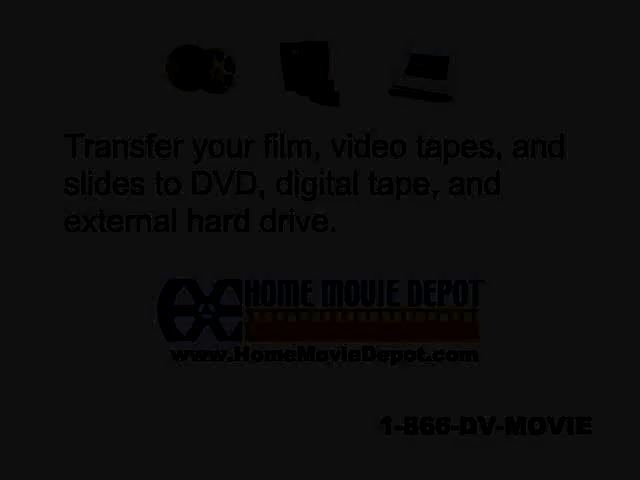 Transfer your film, video tapes, and
slides to DVD, digital tape, and
external hard drive.
HOME MOVIE DEPOT
www.HomeMovieDepot.com
1-866-DV-MOVIE